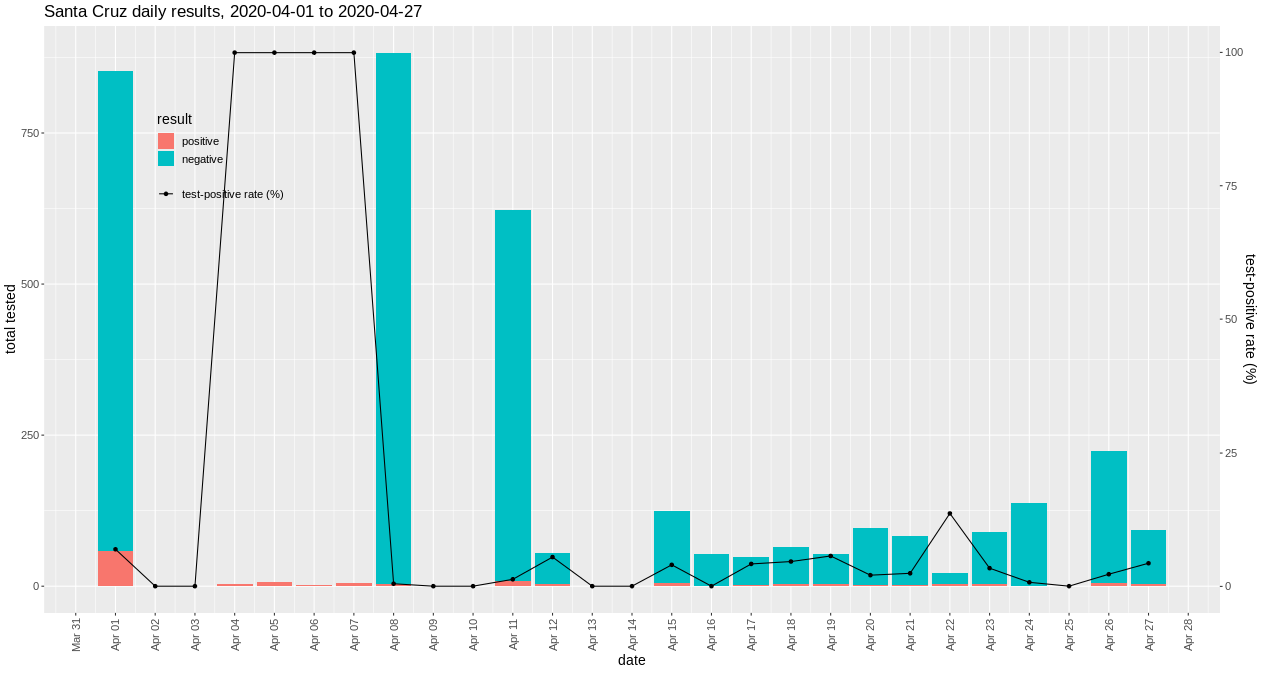 Santa Cruz daily results, 2020-04-01 to 2020-04-27
total tested
750
500
250
0
result
positive
negative
test-positive rate (%)
100
75
50
25
0
test-positive rate (%)
Mar 31
Apr 01
Apr 02
Apr 03
Apr 04
Apr 05
Apr 06
Apr 07
Apr 08
Apr 09
Apr 10
Apr 11
Apr 12
Apr 13
Apr 14
Apr 15
Apr 16
Apr 17
Apr 18
Apr 19
Apr 20
Apr 21
Apr 22
Apr 23
Apr 24
Apr 25
Apr 26
Apr 27
Apr 28
date